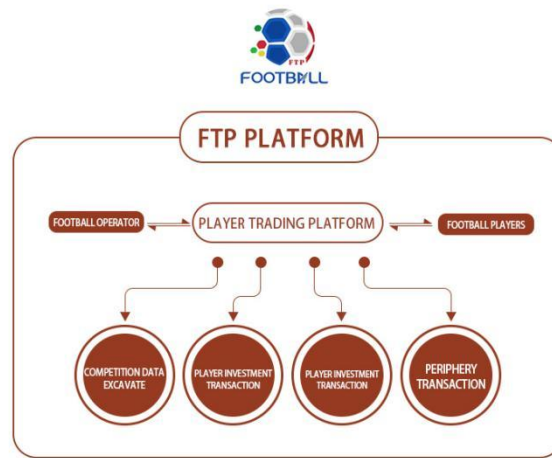 FTP
FOOTBALL
FTP PLATFORM
FOOTBALL OPERATOR
PLAYER TRADING PLATFORM
FOOTBALL PLAYERS
COMPETITION DATA
EXCAVATE
PLAYER INVESTMENT
TRANSACTION
PLAYER INVESTMENT
TRANSACTION
PERIPHERY
TRANSACTION